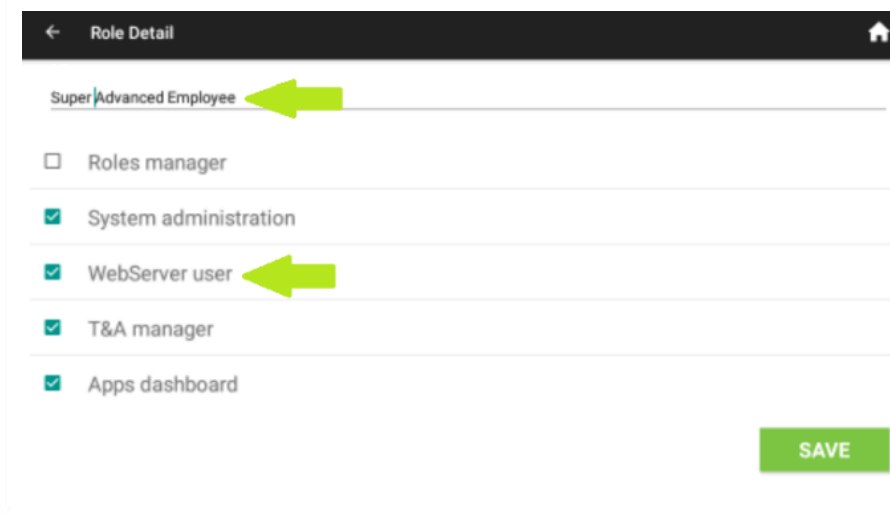 Role Detail
Super Advanced Employee
Roles manager
System administration
WebServer user
T&A manager
Apps dashboard
SAVE